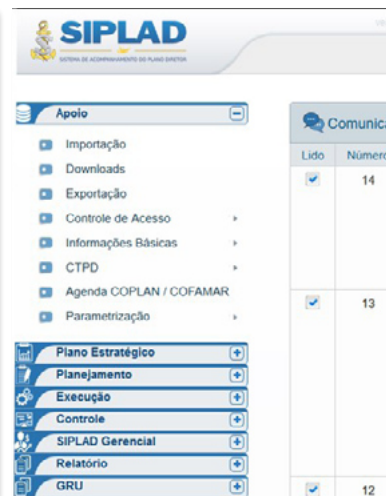 SIPLAD
SISTEMA DE ACOMPANHAMENTO DO PLANO DIRETOR
Apoio
Importação
Downloads
Exportação
Controle de Acesso
Informações Básicas
CTPD
Agenda COPLAN / COFAMAR
Parametrização
Plano Estratégico
Planejamento
Execução
Controle
SIPLAD Gerencial
Relatório
GRU
Comunica
Lido Número
14
13
12